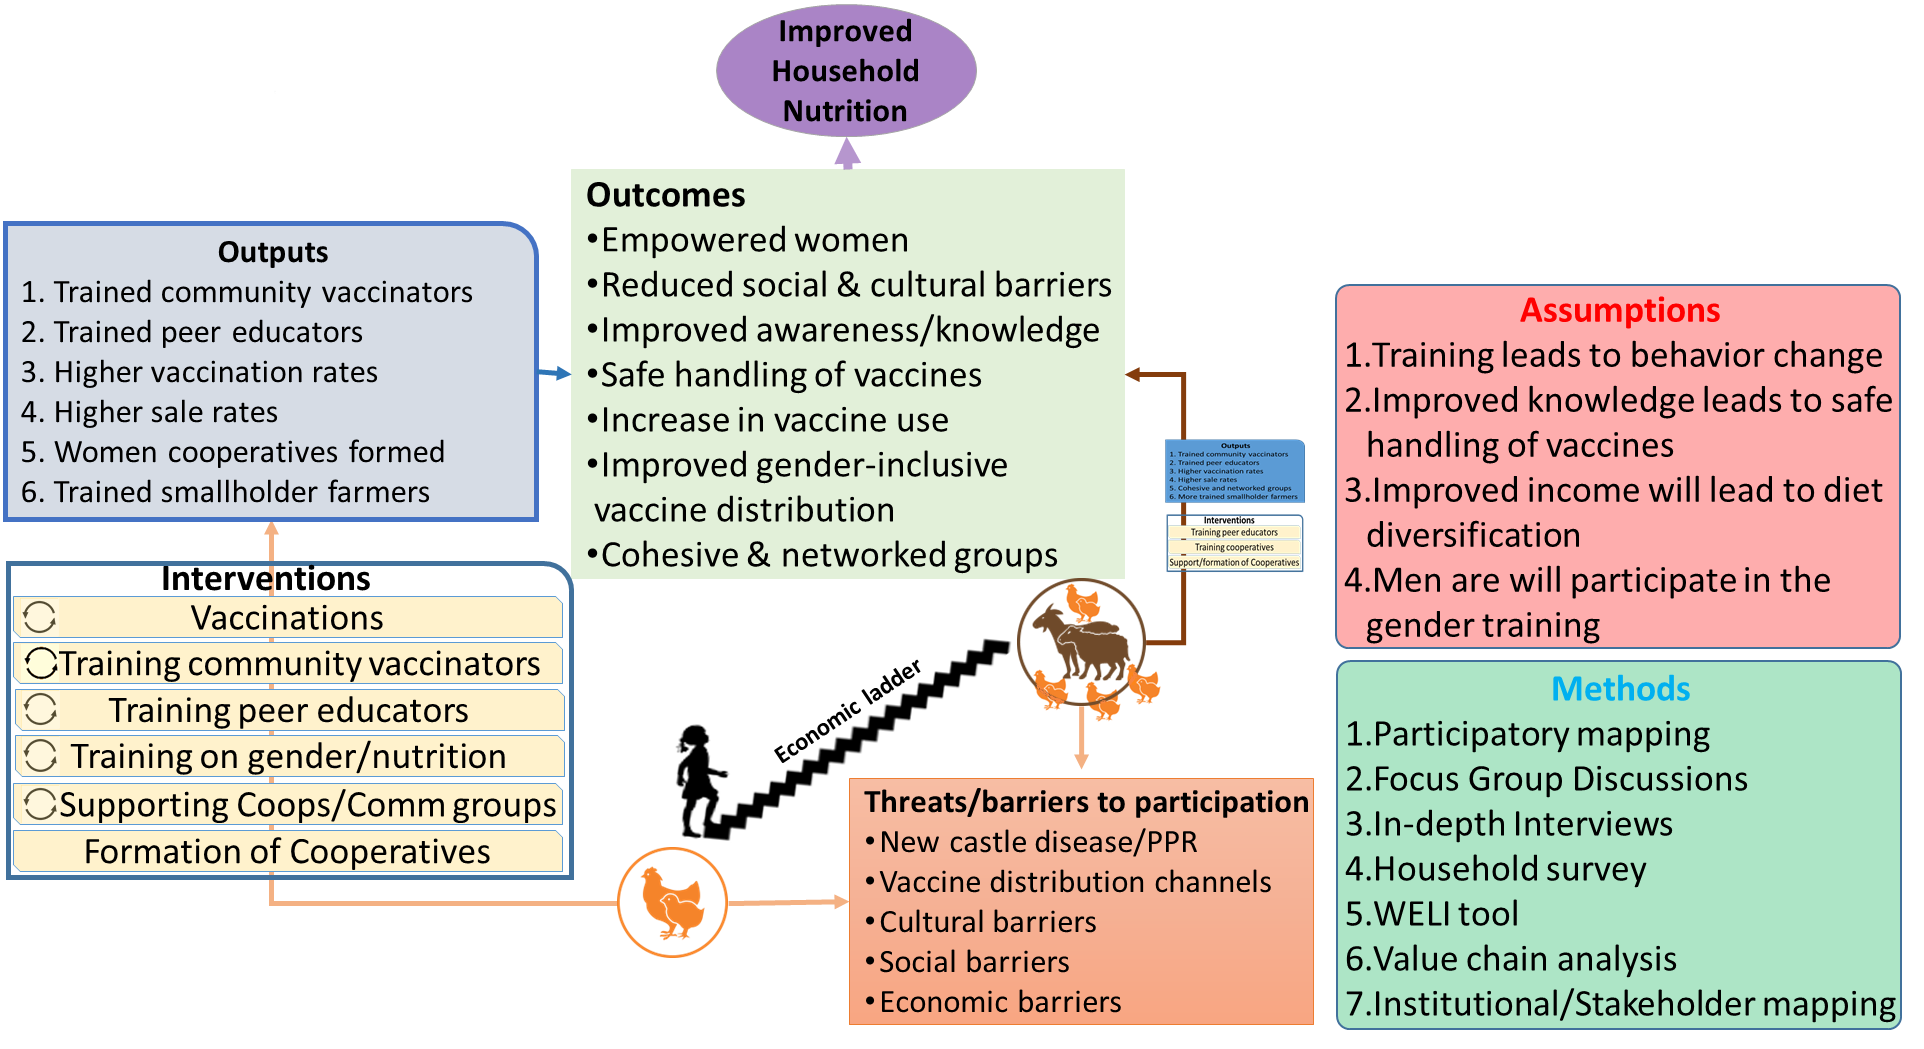 Improved
Household
Nutrition
Outcomes
•Empowered women
•Reduced social & cultural barriers
•Improved awareness/knowledge
•Safe handling of vaccines
•Increase in vaccine use
•Improved gender-inclusive
vaccine distribution
•Cohesive & networked groups
Outputs
1. Trained community vaccinators
2. Trained peer educators
3. Higher vaccination rates
4. Higher sale rates
5. Women cooperatives formed
6. Trained smallholder farmers
Interventions
Vaccinations
Training community vaccinators
Training peer educators
Training on gender/nutrition
Supporting Coops/Comm groups
Formation of Cooperatives
Outputs
1. Trained community vaccinators
2. Trained peer educators
3. Higher vaccination rates
4. Higher sale rates
5. Cohesive and networked groups
6. More trained smallholder farmers
Interventions
Training peer educators
Training cooperatives
Support/formation of Cooperatives
Economic ladder
Threats/barriers to participation
•New castle disease/PPR
•Vaccine distribution channels
•Cultural barriers
•Social barriers
•Economic barriers
Assumptions
1.Training leads to behavior change
2.Improved knowledge leads to safe
handling of vaccines
3.Improved income will lead to diet
diversification
4.Men are will participate in the
gender training
Methods
1.Participatory mapping
2.Focus Group Discussions
3.In-depth Interviews
4.Household survey
5.WELI tool
6.Value chain analysis
7.Institutional/Stakeholder mapping